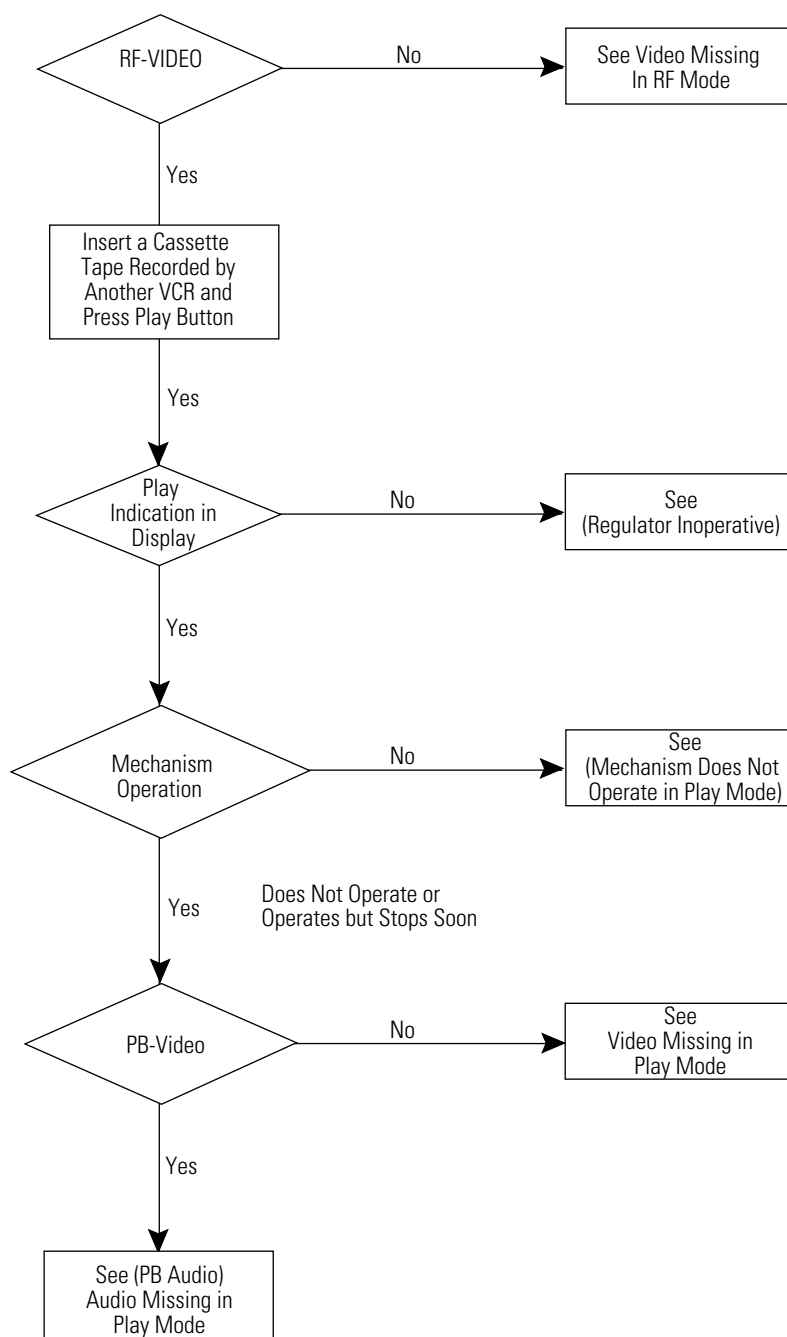 RF-VIDEO
No
See Video Missing
In RF Mode
Yes
Insert a Cassette
Tape Recorded by
Another VCR and
Press Play Button
Yes
Play
Indication in
Display
No
See
(Regulator Inoperative)
Yes
Mechanism
Operation
No
See
(Mechanism Does Not
Operate in Play Mode)
Yes
Does Not Operate or
Operates but Stops Soon
PB-Video
No
See
Video Missing in
Play Mode
Yes
See (PB Audio)
Audio Missing in
Play Mode